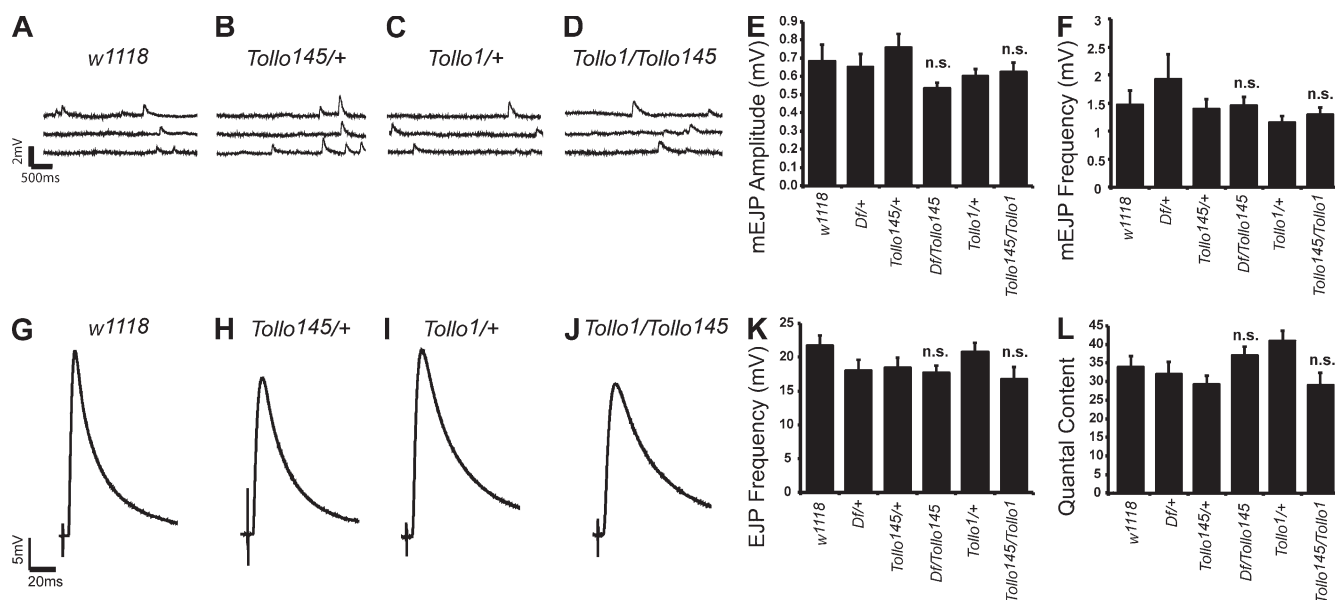 A
w1118
B
Tollo145/+
C
Tollo1/+
D
Tollo1/Tollo145
2mV
500ms
E
mEJP Amplitude (mV)
0.9
0.8
0.7
0.6
0.5
0.4
0.3
0.2
0.1
0.0
n.s.
n.s.
w1118
Df/+
Tollo145/+
Df/Tollo145
Tollo1/+
Tollo145/Tollo1
F
mEJP Frequency (mV)
3
2.5
2
1.5
1
0.5
0
n.s.
n.s.
w1118
Df/+
Tollo145/+
Df/Tollo145
Tollo1/+
Tollo145/Tollo1
G
w1118
H
Tollo145/+
I
Tollo1/+
J
Tollo1/Tollo145
5mV
20ms
K
EJP Frequency (mV)
25
20
15
10
5
0
n.s.
n.s.
w1118
Df/+
Tollo145/+
Df/Tollo145
Tollo1/+
Tollo145/Tollo1
L
Quantal Content
45
40
35
30
25
20
15
10
5
0
n.s.
n.s.
w1118
Df/+
Tollo145/+
Df/Tollo145
Tollo1/+
Tollo145/Tollo1